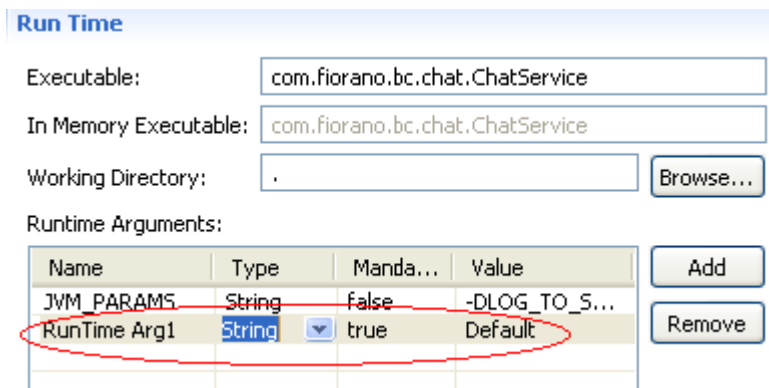 Run Time
Executable: com.fiorano.bc.chat.ChatService
In Memory Executable: com.fiorano.bc.chat.ChatService
Working Directory: . Browse...
Runtime Arguments:
Name Type Manda... Value Add
JVM_PARAMS String false -DLOG_TO_S...
RunTime Arg1 String true Default Remove